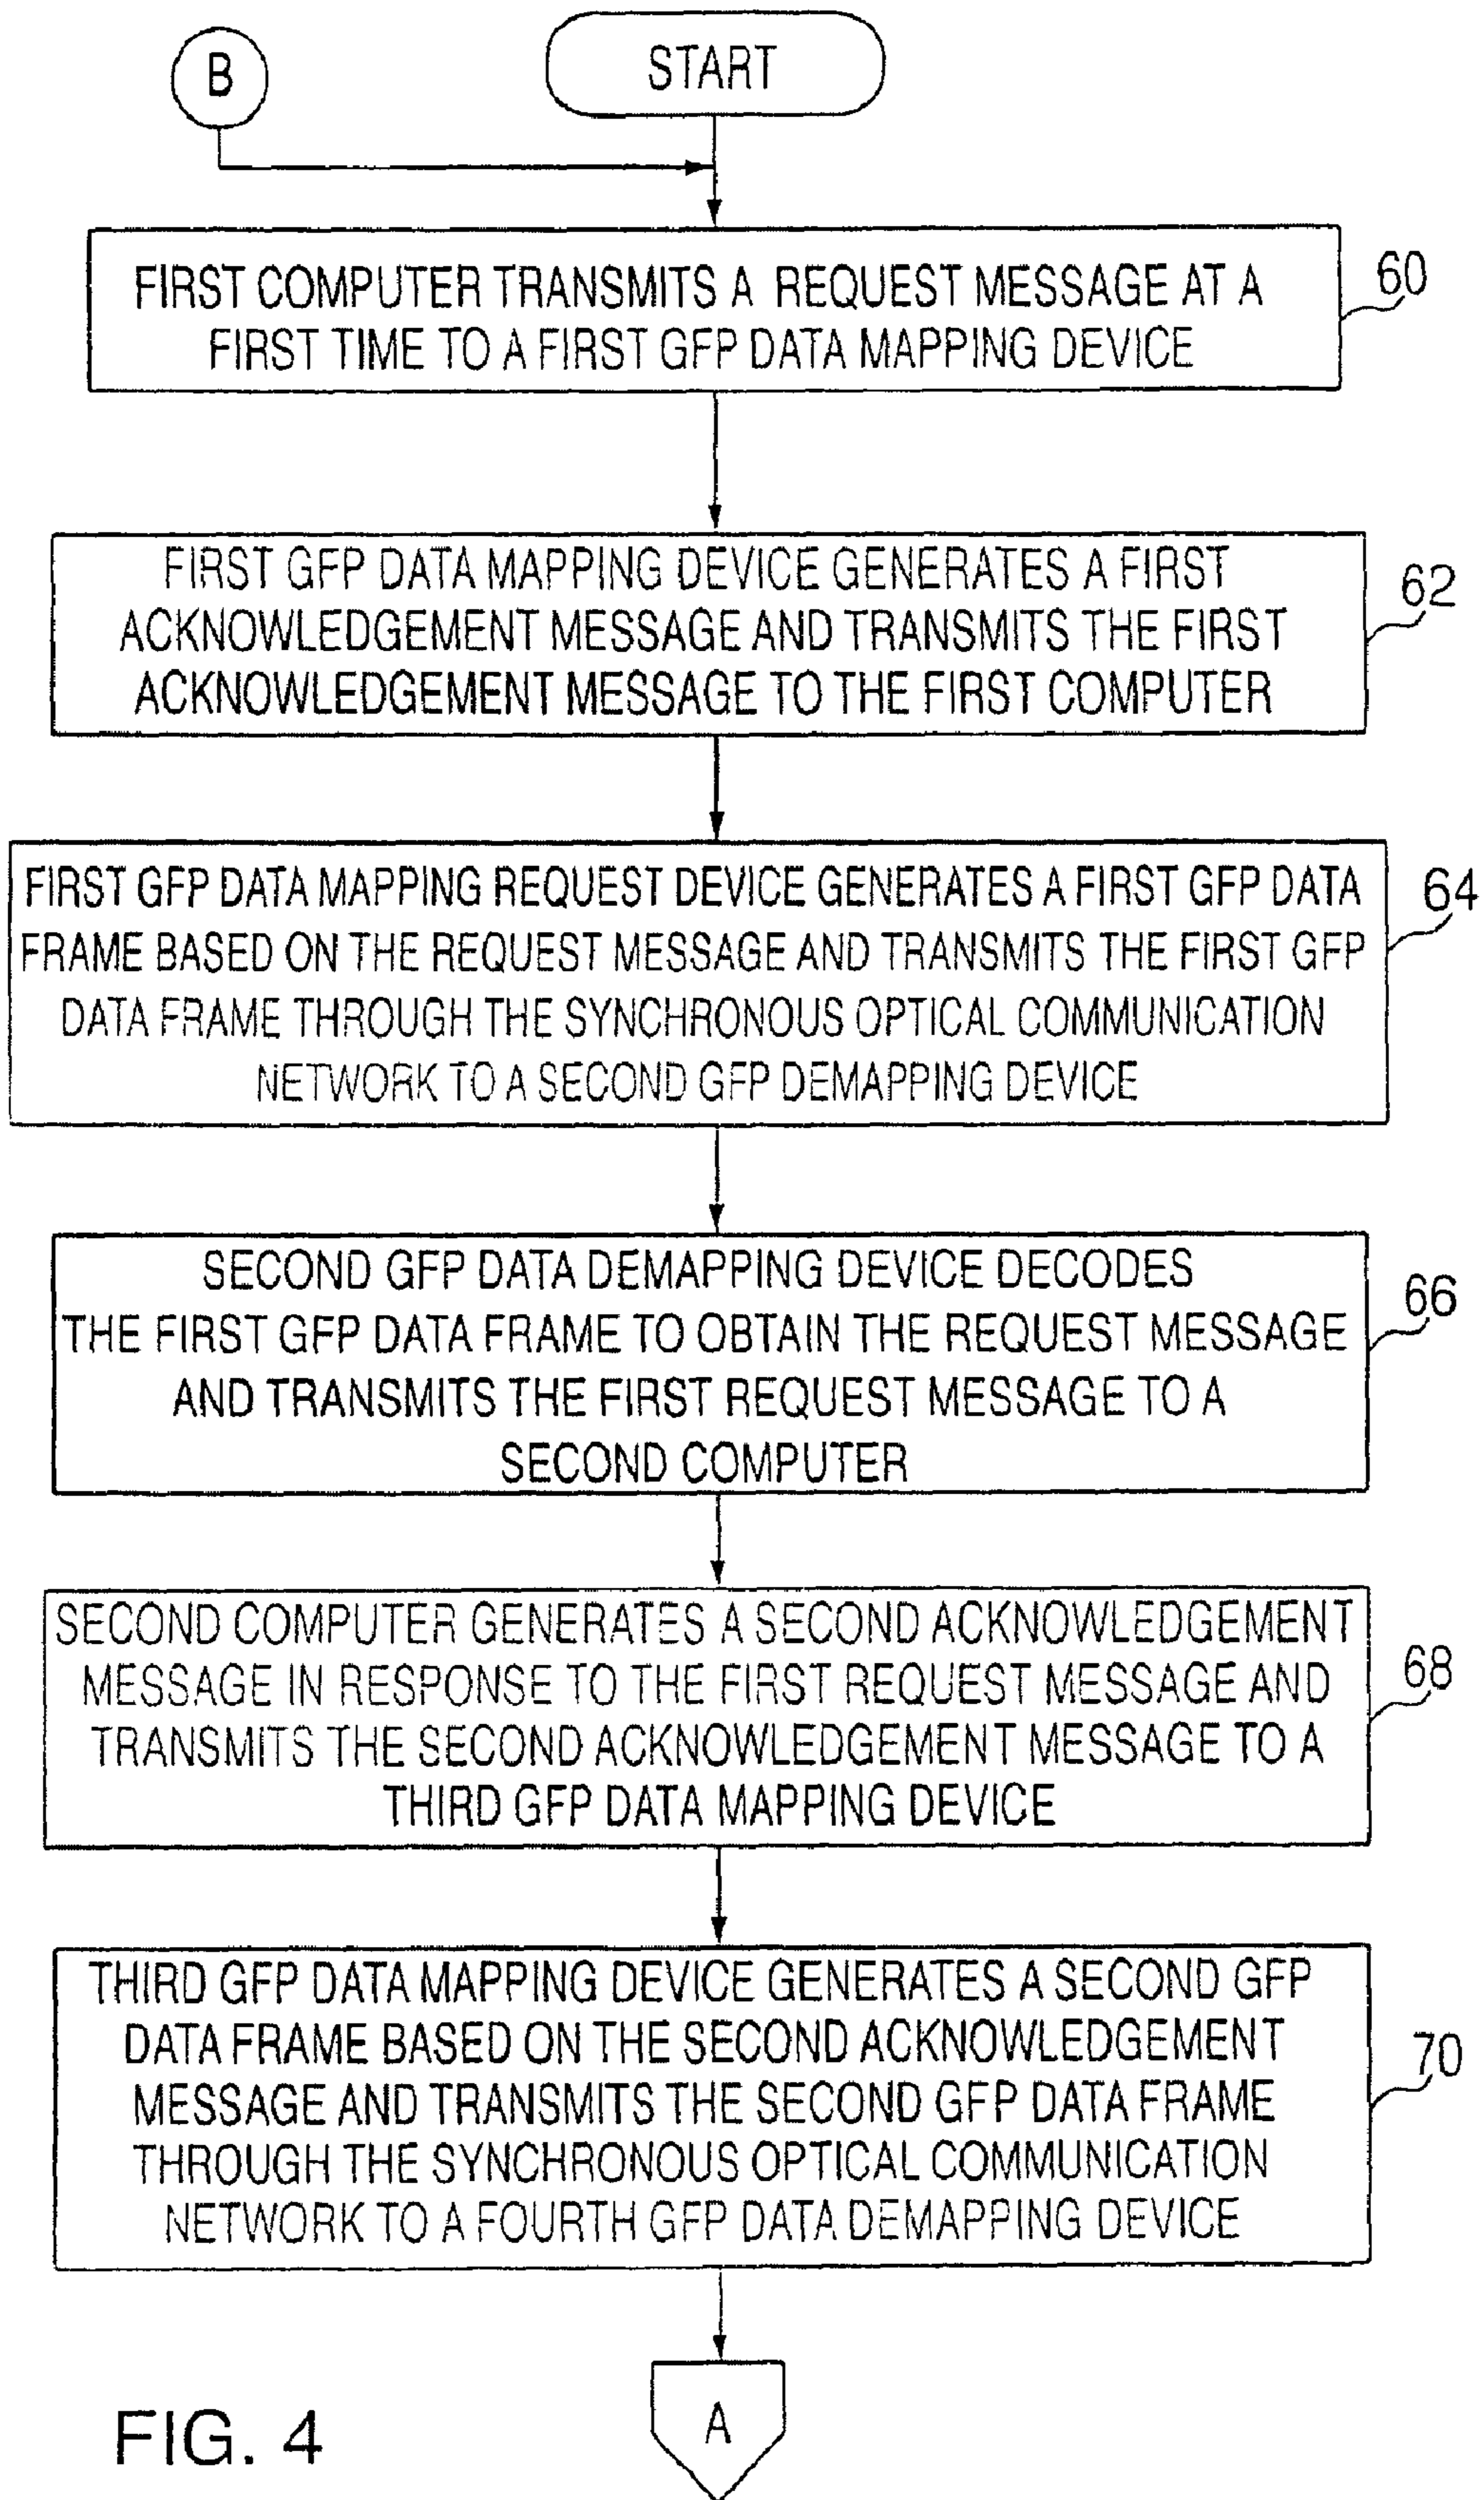 B
START
FIRST COMPUTER TRANSMITS A REQUEST MESSAGE AT A
FIRST TIME TO A FIRST GFP DATA MAPPING DEVICE
60
FIRST GFP DATA MAPPING DEVICE GENERATES A FIRST
ACKNOWLEDGEMENT MESSAGE AND TRANSMITS THE FIRST
ACKNOWLEDGEMENT MESSAGE TO THE FIRST COMPUTER
62
FIRST GFP DATA MAPPING REQUEST DEVICE GENERATES A FIRST GFP DATA
FRAME BASED ON THE REQUEST MESSAGE AND TRANSMITS THE FIRST GFP
DATA FRAME THROUGH THE SYNCHRONOUS OPTICAL COMMUNICATION
NETWORK TO A SECOND GFP DEMAPPING DEVICE
64
SECOND GFP DATA DEMAPPING DEVICE DECODES
THE FIRST GFP DATA FRAME TO OBTAIN THE REQUEST MESSAGE
AND TRANSMITS THE FIRST REQUEST MESSAGE TO A
SECOND COMPUTER
66
SECOND COMPUTER GENERATES A SECOND ACKNOWLEDGEMENT
MESSAGE IN RESPONSE TO THE FIRST REQUEST MESSAGE AND
TRANSMITS THE SECOND ACKNOWLEDGEMENT MESSAGE TO A
THIRD GFP DATA MAPPING DEVICE
68
THIRD GFP DATA MAPPING DEVICE GENERATES A SECOND GFP
DATA FRAME BASED ON THE SECOND ACKNOWLEDGEMENT
MESSAGE AND TRANSMITS THE SECOND GFP DATA FRAME
THROUGH THE SYNCHRONOUS OPTICAL COMMUNICATION
NETWORK TO A FOURTH GFP DATA DEMAPPING DEVICE
70
A
FIG. 4